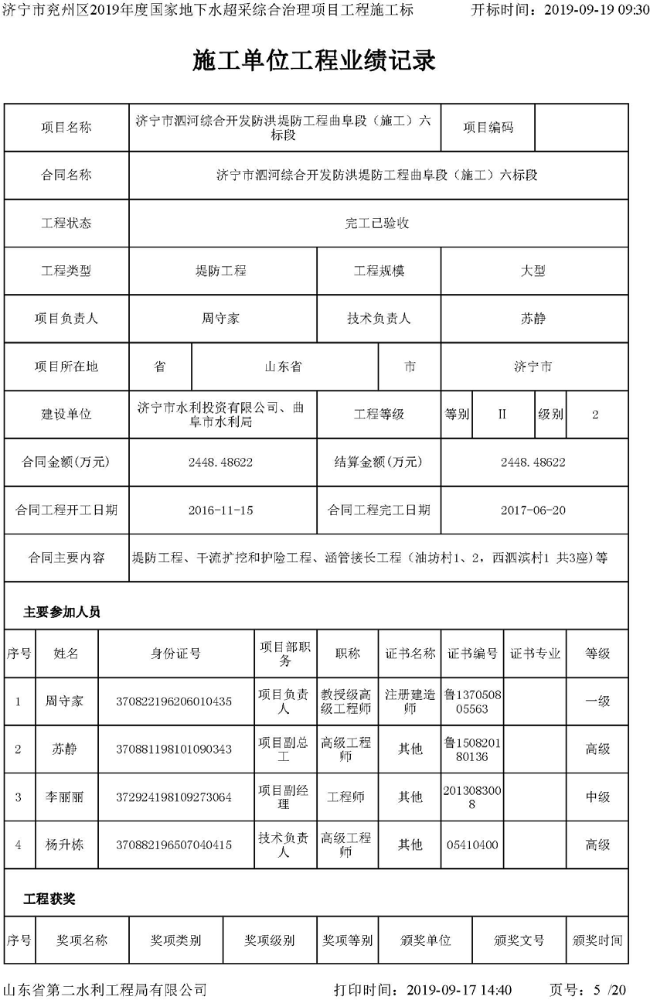 济宁市兖州区2019年度国家地下水超采综合治理项目工程施工标 开标时间：2019-09-19 09:30
施工单位工程业绩记录
项目名称 济宁市泗河综合开发防洪堤防工程曲阜段（施工）六标段 项目编码
合同名称 济宁市泗河综合开发防洪堤防工程曲阜段（施工）六标段
工程状态 完工已验收
工程类型 堤防工程 工程规模 大型
项目负责人 周守家 技术负责人 苏静
项目所在地 省 山东省 市 济宁市
建设单位 济宁市水利投资有限公司、曲阜市水利局 工程等级 等别 II 级别 2
合同金额(万元) 2448.48622 结算金额(万元) 2448.48622
合同工程开工日期 2016-11-15 合同工程完工日期 2017-06-20
合同主要内容 堤防工程、干流扩挖和护险工程、涵管接长工程（油坊村1、2，西泗滨村1 共3座)等
主要参加人员
序号 姓名 身份证号 项目部职务 职称 证书名称 证书编号 证书专业 等级
1 周守家 370822196206010435 项目负责人 教授级高级工程师 注册建造师 鲁137050805563 一级
2 苏静 370881198101090343 项目副总工 高级工程师 其他 鲁150820180136 高级
3 李丽丽 372924198109273064 项目副经理 工程师 其他 2013083008 中级
4 杨升栋 370882196507040415 技术负责人 高级工程师 其他 05410400 高级
工程获奖
序号 奖项名称 奖项类别 奖项级别 奖项等别 颁奖单位 颁奖文号 颁奖时间
山东省第二水利工程局有限公司 打印时间：2019-09-17 14:40 页号：5 /20